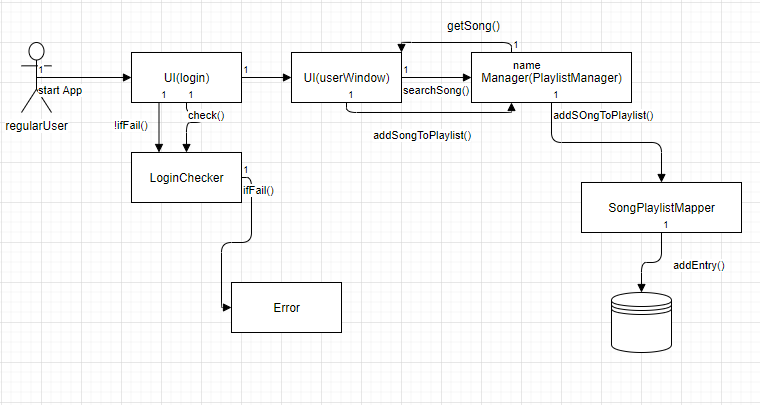 getSong()
1
name
1
UI(login)
1
UI(userWindow)
1
Manager(PlaylistManager)
start App
1
1
1
searchSong()
1
regularUser
!ifFail()
check()
addSongToPlaylist()
addSOngToPlaylist()
LoginChecker
1
ifFail()
SongPlaylistMapper
1
addEntry()
Error